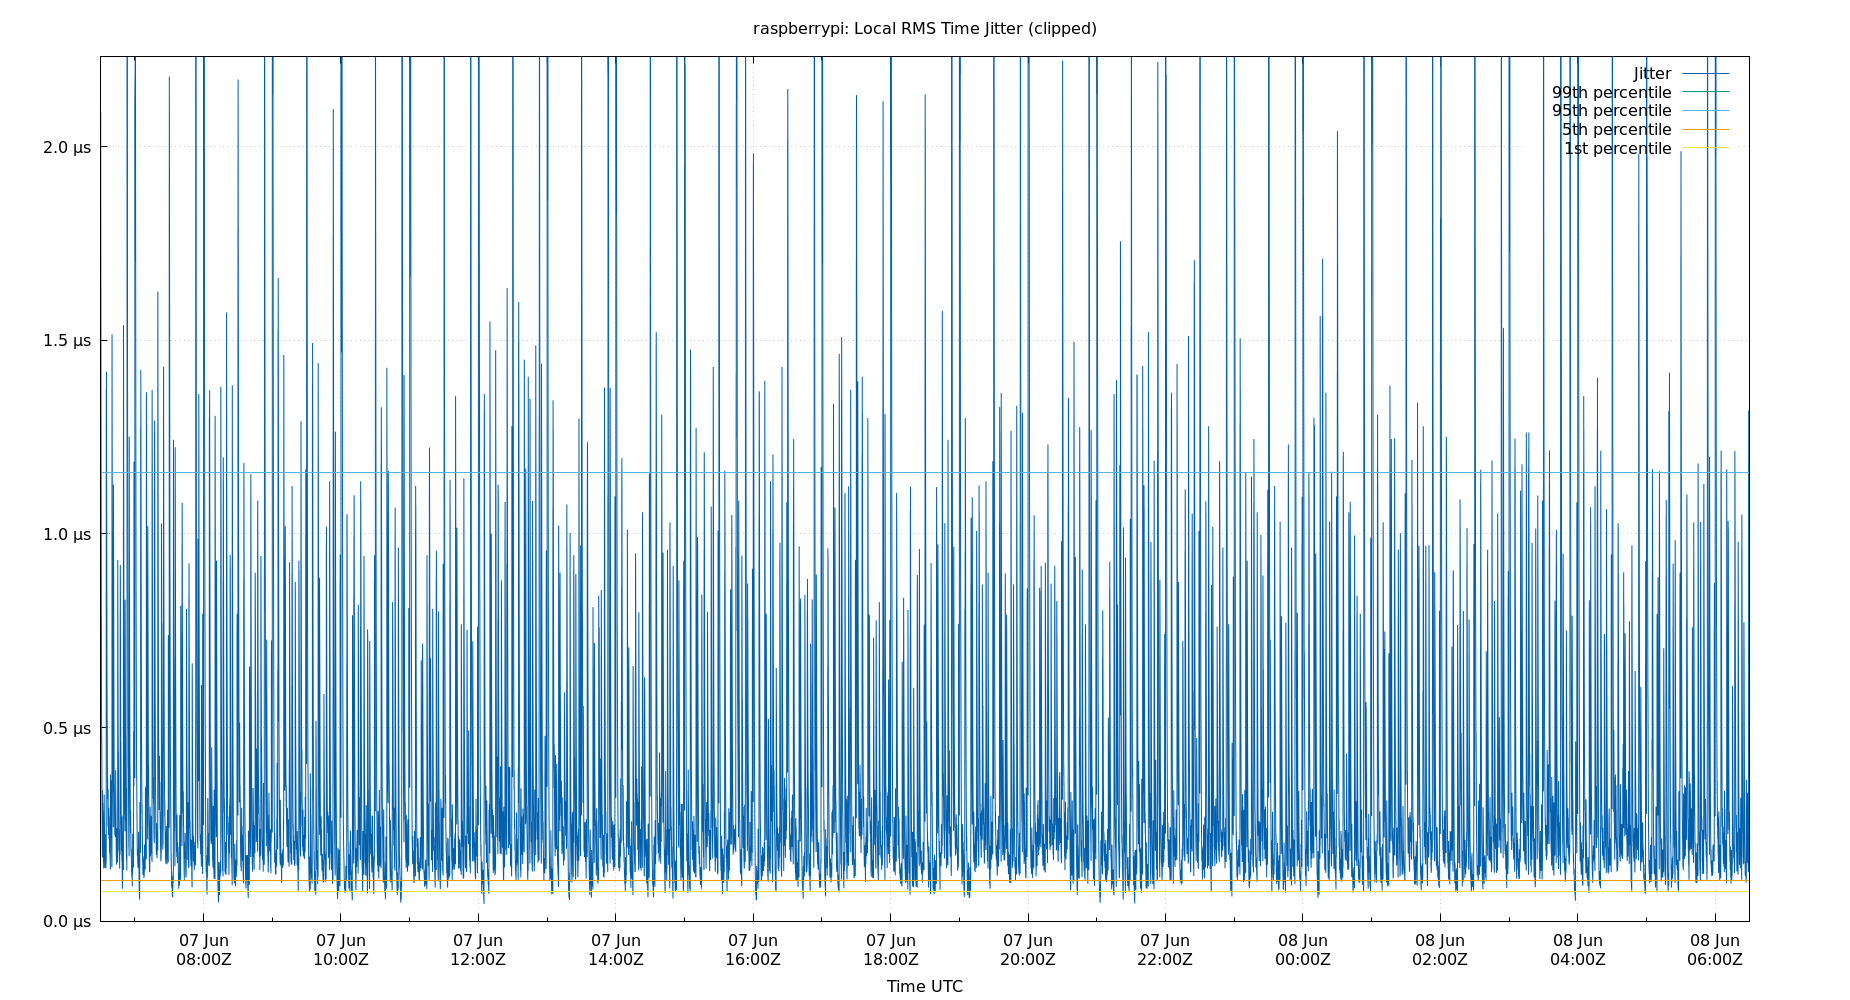 raspberrypi: Local RMS Time Jitter (clipped)
Jitter
99th percentile
95th percentile
5th percentile
1st percentile
2.0 µs
1.5 µs
1.0 µs
0.5 µs
0.0 µs
07 Jun 07 Jun 07 Jun 07 Jun 07 Jun 07 Jun 07 Jun 07 Jun 08 Jun 08 Jun 08 Jun 08 Jun
08:00Z 10:00Z 12:00Z 14:00Z 16:00Z 18:00Z 20:00Z 22:00Z 00:00Z 02:00Z 04:00Z 06:00Z
Time UTC